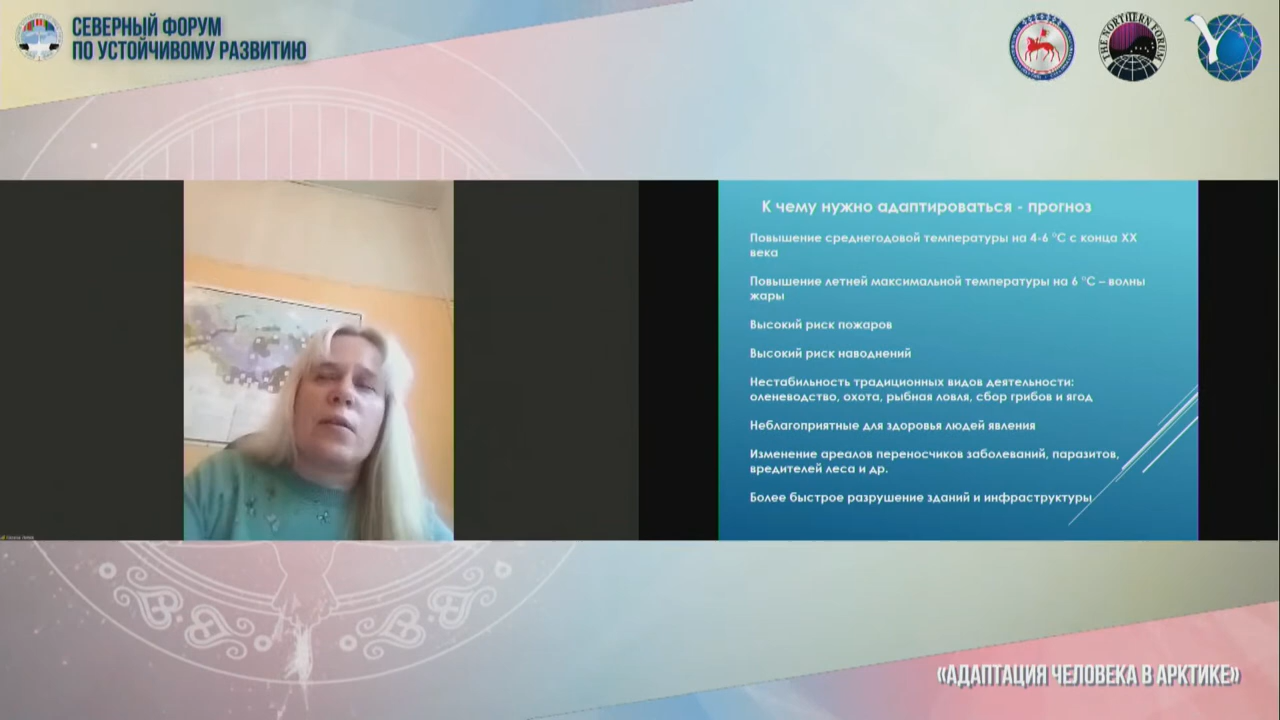 СЕВЕРНЫЙ ФОРУМ
ПО УСТОЙЧИВОМУ РАЗВИТИЮ
THE NORTHERN FORUM
К чему нужно адаптироваться - прогноз
Повышение среднегодовой температуры на 4-6 °С с конца XX
века
Повышение летней максимальной температуры на 6 °С – волны
жары
Высокий риск пожаров
Высокий риск наводнений
Нестабильность традиционных видов деятельности:
оленеводство, охота, рыбная ловля, сбор грибов и ягод
Неблагоприятные для здоровья людей явления
Изменение ареалов переносчиков заболеваний, паразитов,
вредителей леса и др.
Более быстрое разрушение зданий и инфраструктуры
«АДАПТАЦИЯ ЧЕЛОВЕКА В АРКТИКЕ»